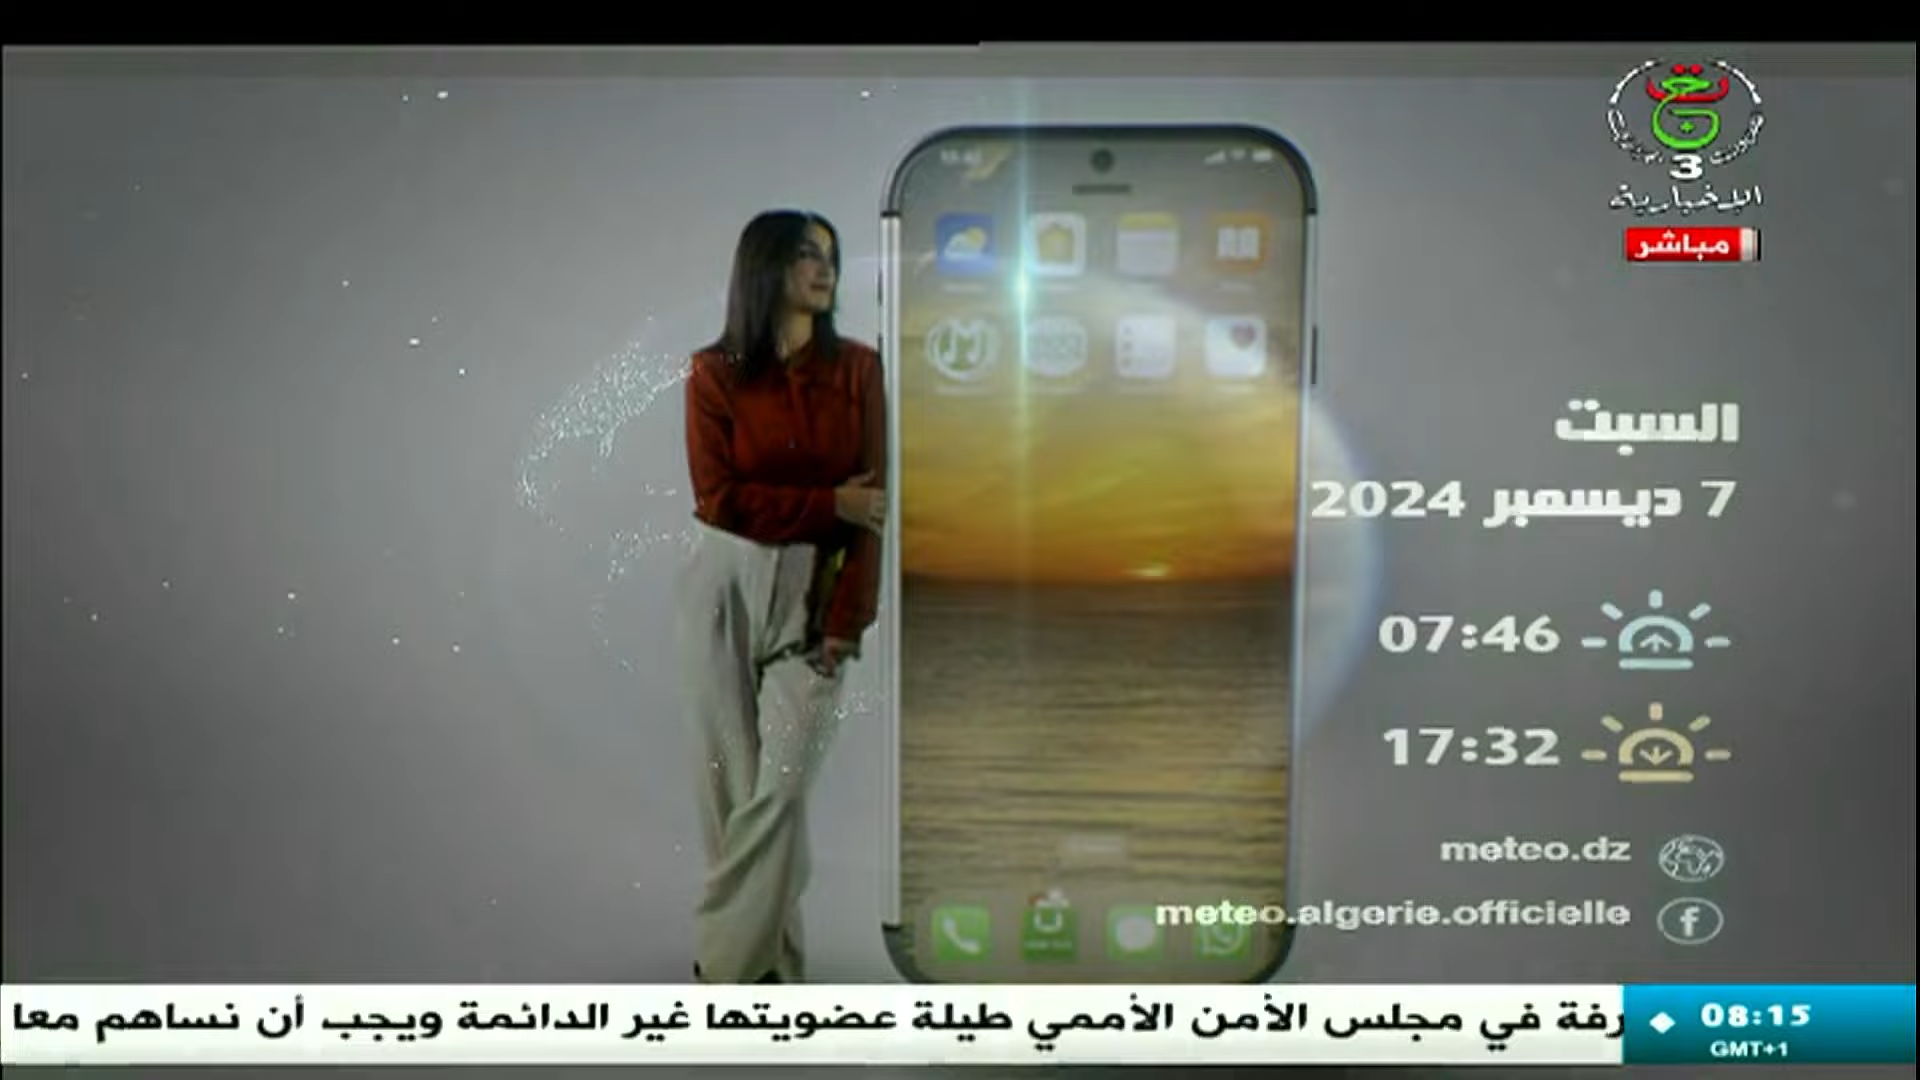 3
الإخبارية
مباشر
السبت
7 ديسمبر 2024
07:46
17:32
meteo.dz
meteo.algerie.officielle
رفة في مجلس الأمن الأممي طيلة عضويتها غير الدائمة ويجب أن نساهم معا
08:15
GMT+1